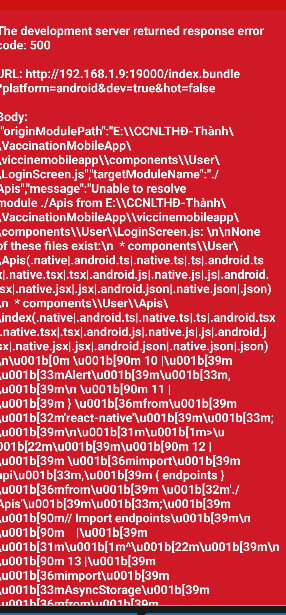 The development server returned response error
code: 500
URL: http://192.168.1.9:19000/index.bundle
?platform=android&dev=true&hot=false
Body:
"originModulePath":"E:\\CCNLTHĐ-Thành\
\VaccinationMobileApp\
\viccinemobileapp\\components\\User\
\LoginScreen.js","targetModuleName":"./
Apis","message":"Unable to resolve
module ./Apis from E:\\CCNLTHĐ-Thành\
\VaccinationMobileApp\\viccinemobileapp\
\components\\User\\LoginScreen.js: \n\nNone
of these files exist:\n  * components\\User\
\Apis(.native|.android.ts|.native.ts|.ts|.android.ts
x|.native.tsx|.tsx|.android.js|.native.js|.js|.android.
jsx|.native.jsx|.jsx|.android.json|.native.json|.json)
\n  * components\\User\\Apis\
\index(.native|.android.ts|.native.ts|.ts|.android.tsx
|.native.tsx|.tsx|.android.js|.native.js|.js|.android.j
sx|.native.jsx|.jsx|.android.json|.native.json|.json)
\n\u001b[0m \u001b[90m 10 |\u001b[39m
\u001b[33mAlert\u001b[39m\u001b[33m,
\u001b[39m\n \u001b[90m 11 |
\u001b[39m } \u001b[36mfrom\u001b[39m
\u001b[32m'react-native'\u001b[39m\u001b[33m;
\u001b[39m\n\u001b[31m\u001b[1m>\u
001b[22m\u001b[39m\u001b[90m 12 |
\u001b[39m \u001b[36mimport\u001b[39m
api\u001b[33m,\u001b[39m { endpoints }
\u001b[36mfrom\u001b[39m \u001b[32m'./
Apis'\u001b[39m\u001b[33m;\u001b[39m
\u001b[90m// Import endpoints\u001b[39m\n
\u001b[90m    |\u001b[39m
\u001b[31m\u001b[1m^\u001b[22m\u001b[39m\n
\u001b[90m 13 |\u001b[39m
\u001b[36mimport\u001b[39m
\u001b[33mAsyncStorage\u001b[39m
\u001b[36mfrom\u001b[39m